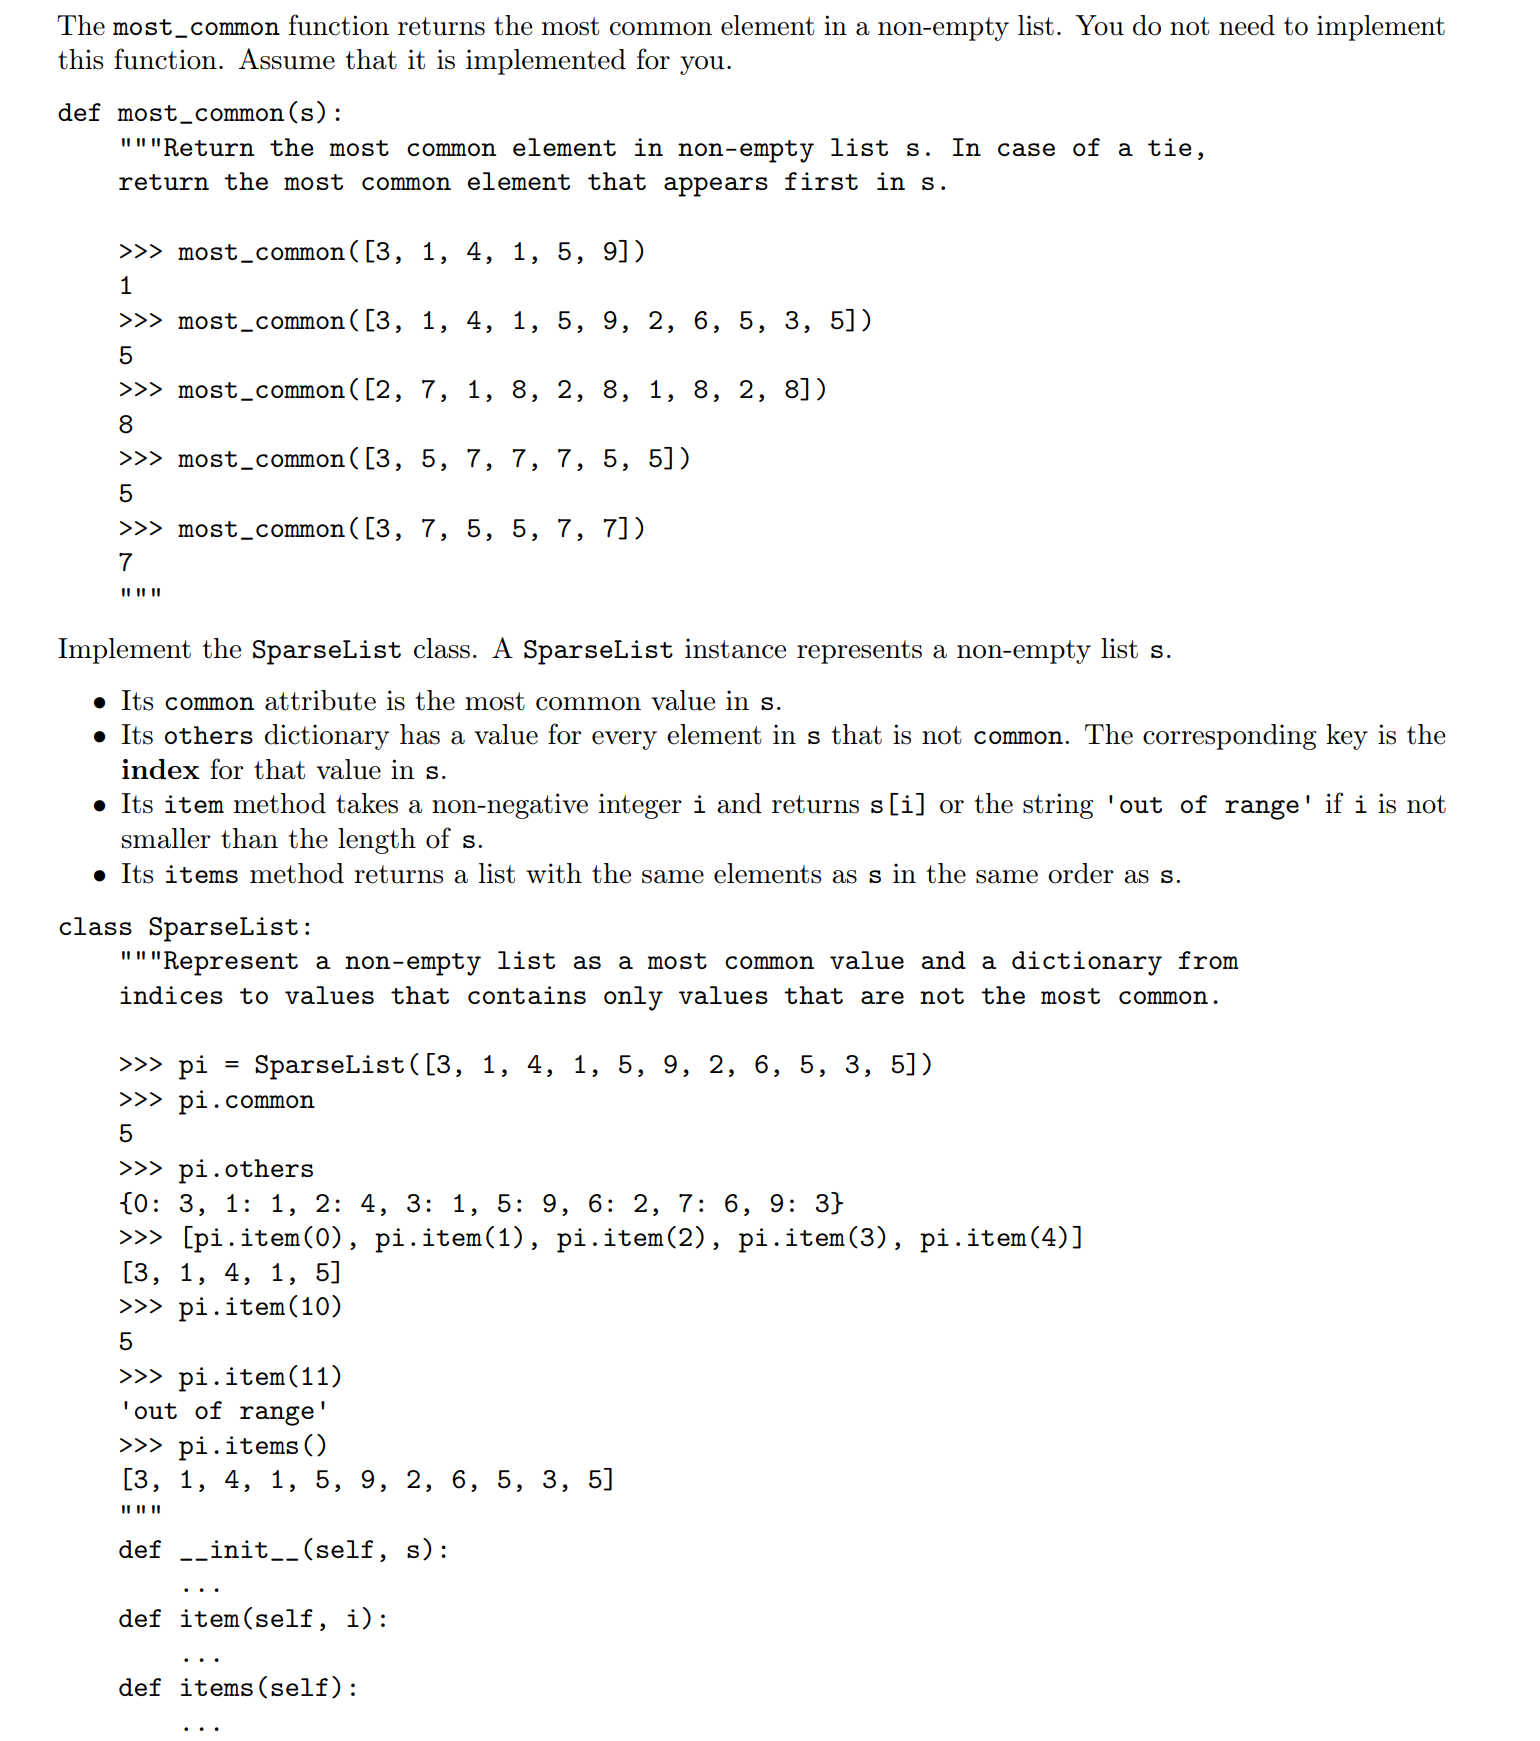 The most_common function returns the most common element in a non-empty list. You do not need to implement
this function. Assume that it is implemented for you.
def most_common(s):
    """Return the most common element in non-empty list s. In case of a tie,
    return the most common element that appears first in s.

    >>> most_common([3, 1, 4, 1, 5, 9])
    1
    >>> most_common([3, 1, 4, 1, 5, 9, 2, 6, 5, 3, 5])
    5
    >>> most_common([2, 7, 1, 8, 2, 8, 1, 8, 2, 8])
    8
    >>> most_common([3, 5, 7, 7, 7, 5, 5])
    5
    >>> most_common([3, 7, 5, 5, 7, 7])
    7
    """
Implement the SparseList class. A SparseList instance represents a non-empty list s.
• Its common attribute is the most common value in s.
• Its others dictionary has a value for every element in s that is not common. The corresponding key is the
index for that value in s.
• Its item method takes a non-negative integer i and returns s[i] or the string 'out of range' if i is not
smaller than the length of s.
• Its items method returns a list with the same elements as s in the same order as s.
class SparseList:
    """Represent a non-empty list as a most common value and a dictionary from
    indices to values that contains only values that are not the most common.

    >>> pi = SparseList([3, 1, 4, 1, 5, 9, 2, 6, 5, 3, 5])
    >>> pi.common
    5
    >>> pi.others
    {0: 3, 1: 1, 2: 4, 3: 1, 5: 9, 6: 2, 7: 6, 9: 3}
    >>> [pi.item(0), pi.item(1), pi.item(2), pi.item(3), pi.item(4)]
    [3, 1, 4, 1, 5]
    >>> pi.item(10)
    5
    >>> pi.item(11)
    'out of range'
    >>> pi.items()
    [3, 1, 4, 1, 5, 9, 2, 6, 5, 3, 5]
    """
    def __init__(self, s):
        ...
    def item(self, i):
        ...
    def items(self):
        ...